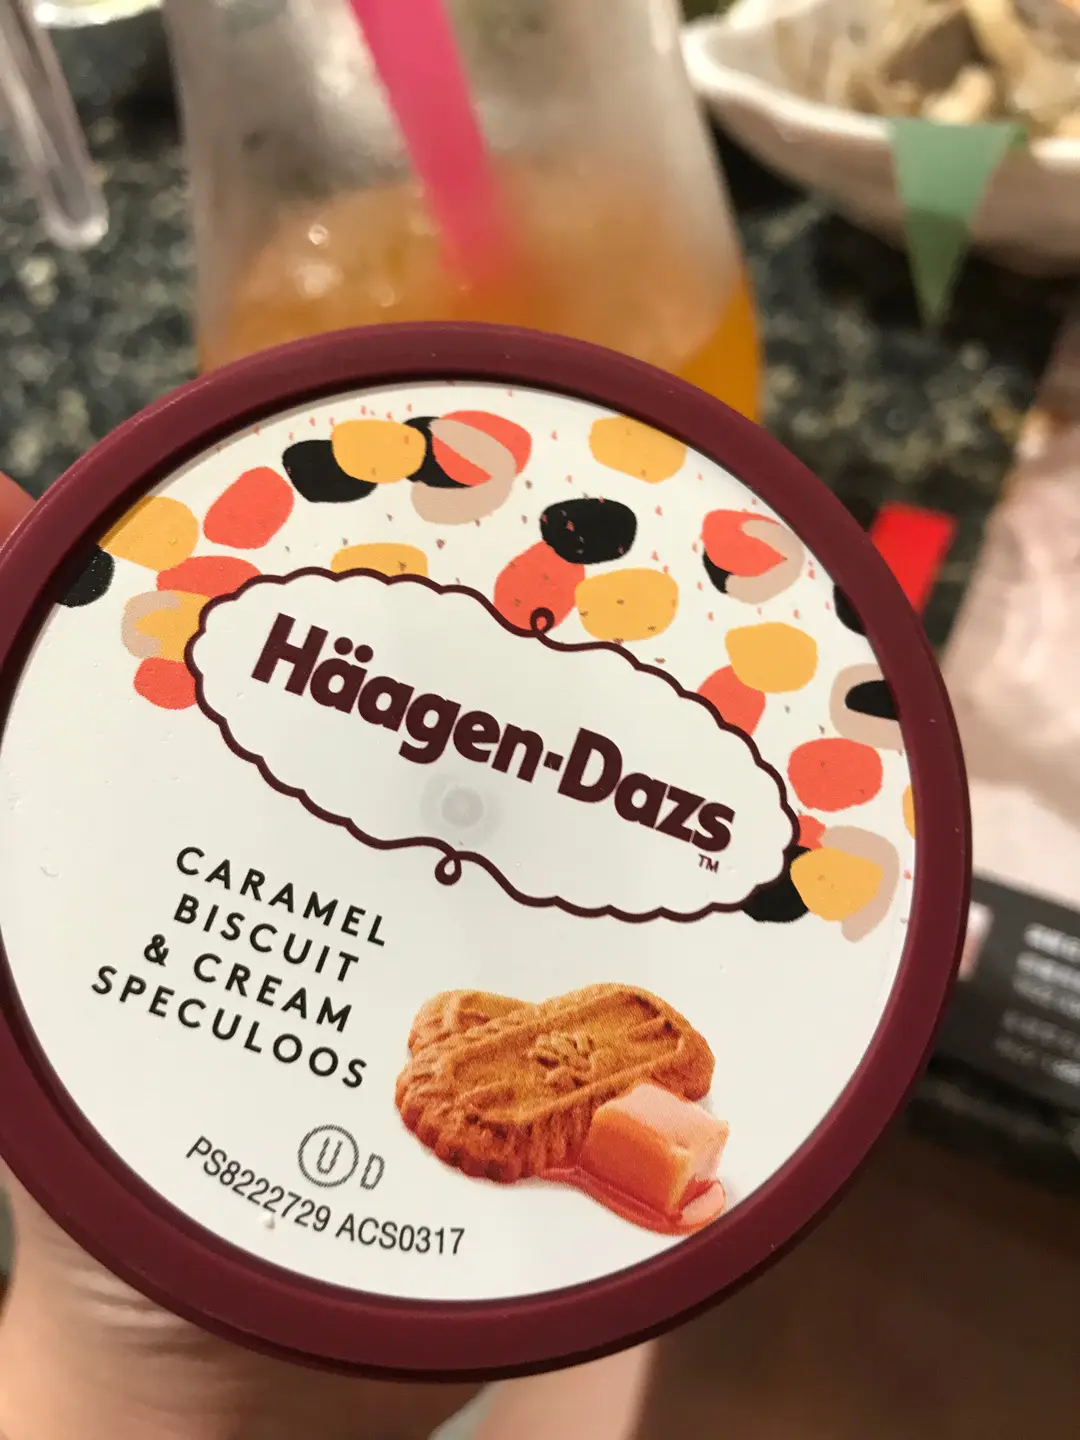 Häagen-Dazs
TM
CARAMEL
BISCUIT
& CREAM
SPECULOOS
U D
PS8222729 ACS0317